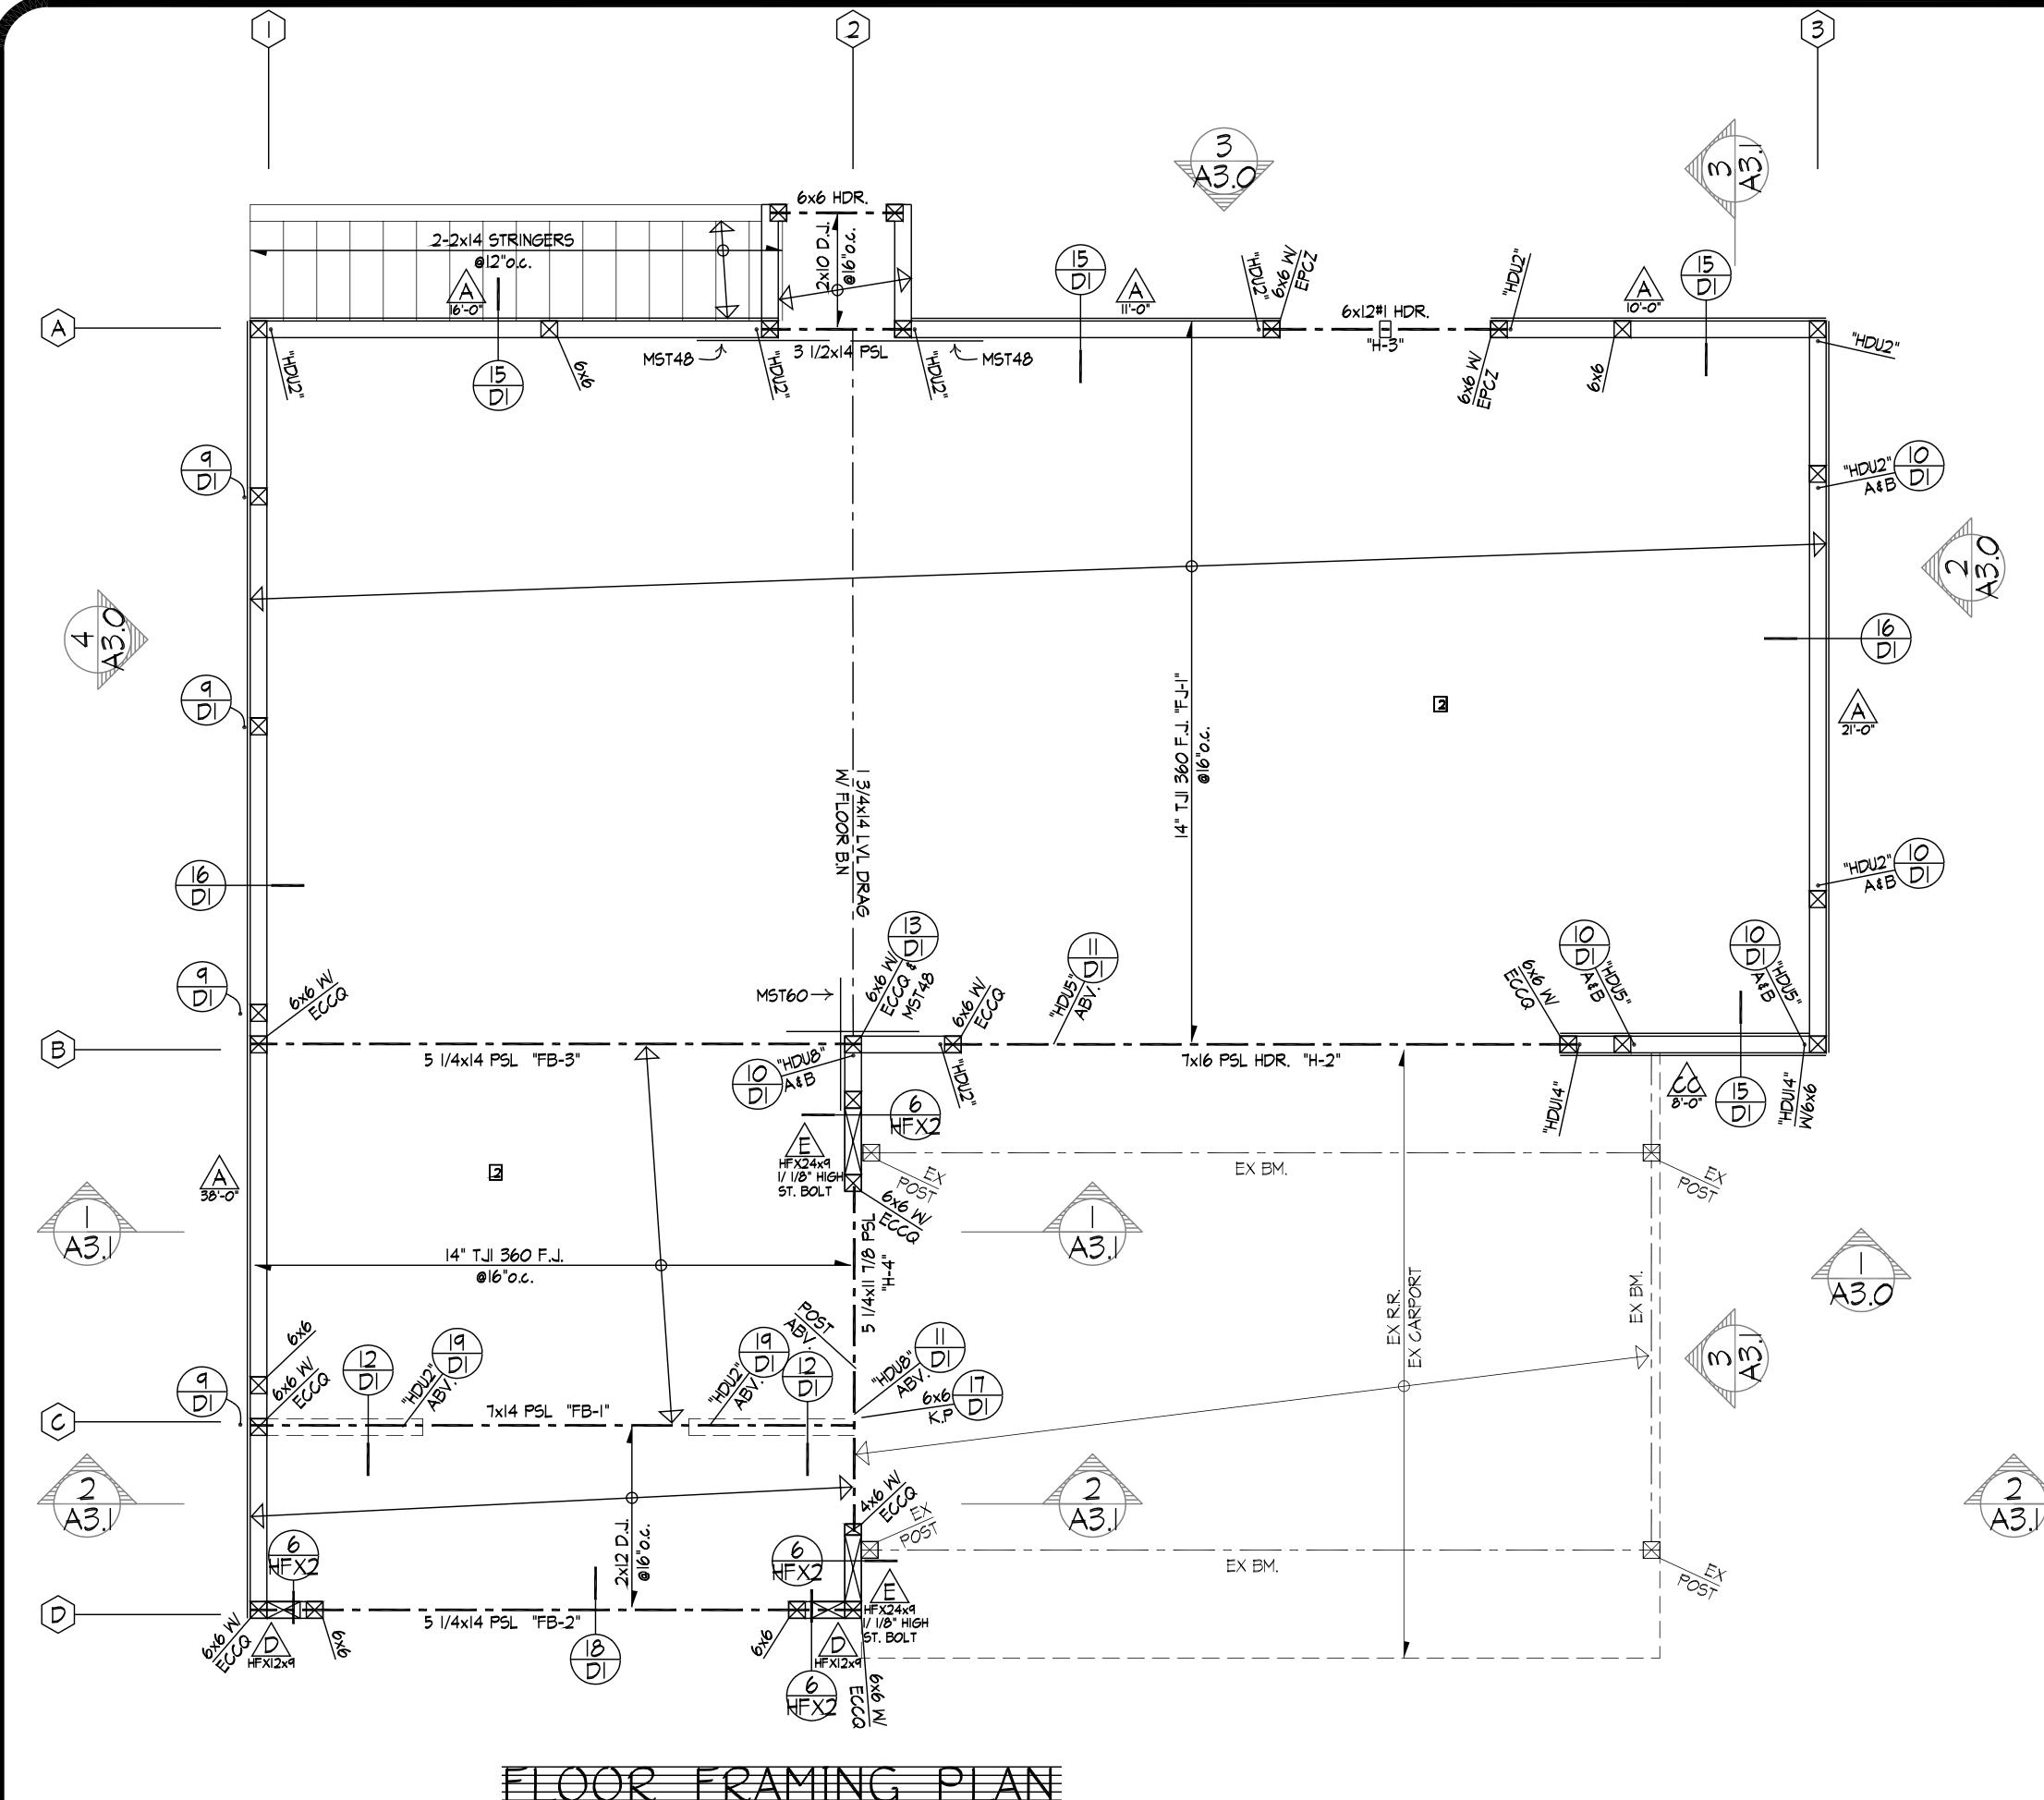 1
2
3
3
A3.0
3
A3.1
6x6 HDR.
2-2x14 STRINGERS
@12"o.c.
2x10 D.J.
@16"o.c.
A
16'-0"
15
D1
A
11'-0"
"HDU2"
6x6 W/
EPCZ
"HDU2"
6x12#1 HDR.
"H-3"
A
10'-0"
15
D1
A
"HDU2"
15
D1
6x6
MST48
3 1/2x14 PSL
"HDU2"
"HDU2"
MST48
6x6 W/
EPCZ
6x6
"HDU2"
9
D1
"HDU2"
A&B
10
D1
4
A3.0
2
A3.0
9
D1
16
D1
14" TJI 360 F.J. "FJ-1"
@16"o.c.
2
A
21'-0"
1 3/4x14 LVL DRAG
W/ FLOOR B.N
16
D1
"HDU2"
A&B
10
D1
9
D1
6x6 W/
ECCQ
MST60
13
D1
6x6 W/
ECCQ &
MST48
6x6 W/
ECCQ
11
D1
"HDU5"
ABV.
6x6 W/
ECCQ
10
D1
"HDU5"
A&B
10
D1
"HDU5"
A&B
B
5 1/4x14 PSL "FB-3"
10
D1
"HDU8"
A&B
"HDU2"
7x16 PSL HDR. "H-2"
"HDU14"
CC
8'-0"
15
D1
"HDU14"
W/6x6
6
HFX2
E
HFX24x9
1/ 1/8" HIGH
ST. BOLT
EX
POST
EX BM.
EX
POST
2
A
38'-0"
1
A3.1
6x6 W/
ECCQ
1
A3.1
1
A3.0
14" TJI 360 F.J.
@16"o.c.
5 1/4x11 7/8 PSL
"H-4"
EX R.R.
EX CARPORT
EX BM.
3
A3.1
6x6
12
D1
19
D1
"HDU2"
ABV.
19
D1
"HDU2"
ABV.
12
D1
POST
ABV.
11
D1
"HDU8"
ABV.
6x6
K.P
17
D1
9
D1
6x6 W/
ECCQ
C
7x14 PSL "FB-1"
2
A3.1
4x6 W/
ECCQ
EX
POST
2
A3.1
2
A3.1
2x12 D.J.
@16"o.c.
6
HFX2
6
HFX2
EX BM.
EX
POST
E
HFX24x9
1/ 1/8" HIGH
ST. BOLT
D
5 1/4x14 PSL "FB-2"
6x6 W/
ECCQ
D
HFX12x9
6x6
18
D1
6x6
D
HFX12x9
6
HFX2
6x6 W/
ECCQ
FLOOR FRAMING PLAN